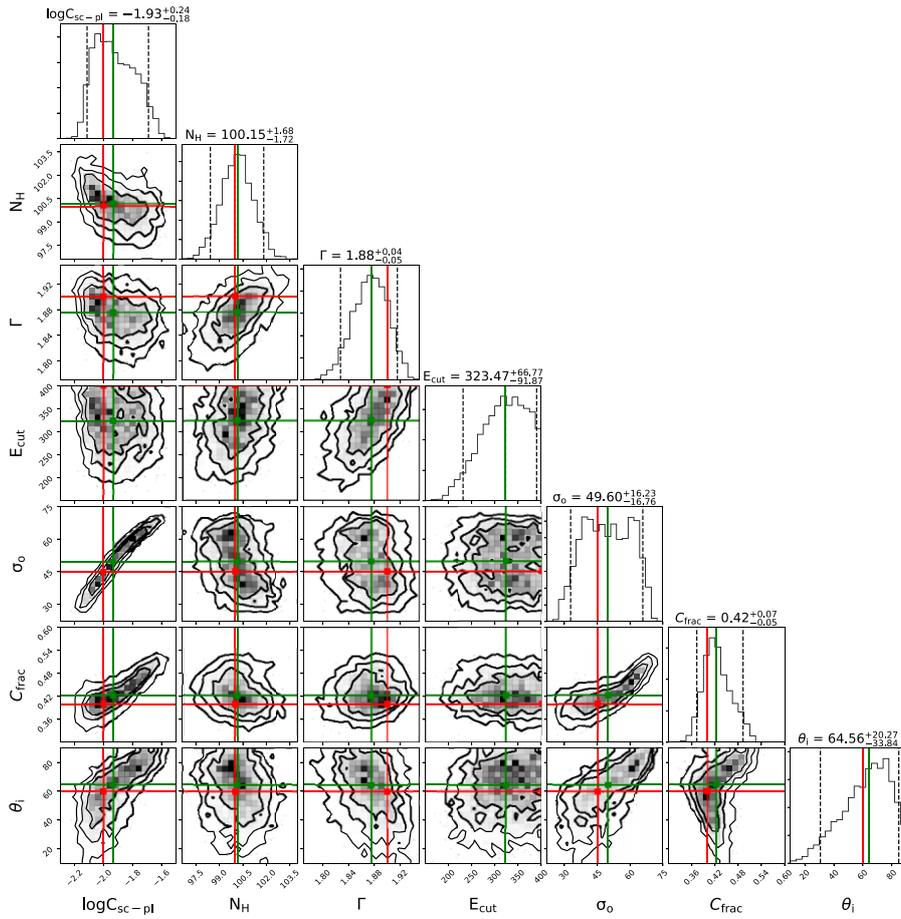 logC_sc−pl = −1.93 +0.24 −0.18
N_H = 100.15 +1.68 −1.72
103.5
102.0
100.5
99.0
97.5
N_H
Γ = 1.88 +0.04 −0.05
1.92
1.88
1.84
1.80
Γ
E_cut = 323.47 +66.77 −91.87
400
350
300
250
200
E_cut
σ_o = 49.60 +16.23 −16.76
75
60
45
30
σ_o
C_frac = 0.42 +0.07 −0.05
0.60
0.54
0.48
0.42
0.36
C_frac
θ_i = 64.56 +20.27 −33.84
80
60
40
20
θ_i
−2.2 −2.0 −1.8 −1.6 97.5 99.0 100.5 102.0 103.5 1.80 1.84 1.88 1.92 200 250 300 350 400 30 45 60 75 0.36 0.42 0.48 0.54 0.60 20 40 60 80
logC_sc−pl N_H Γ E_cut σ_o C_frac θ_i